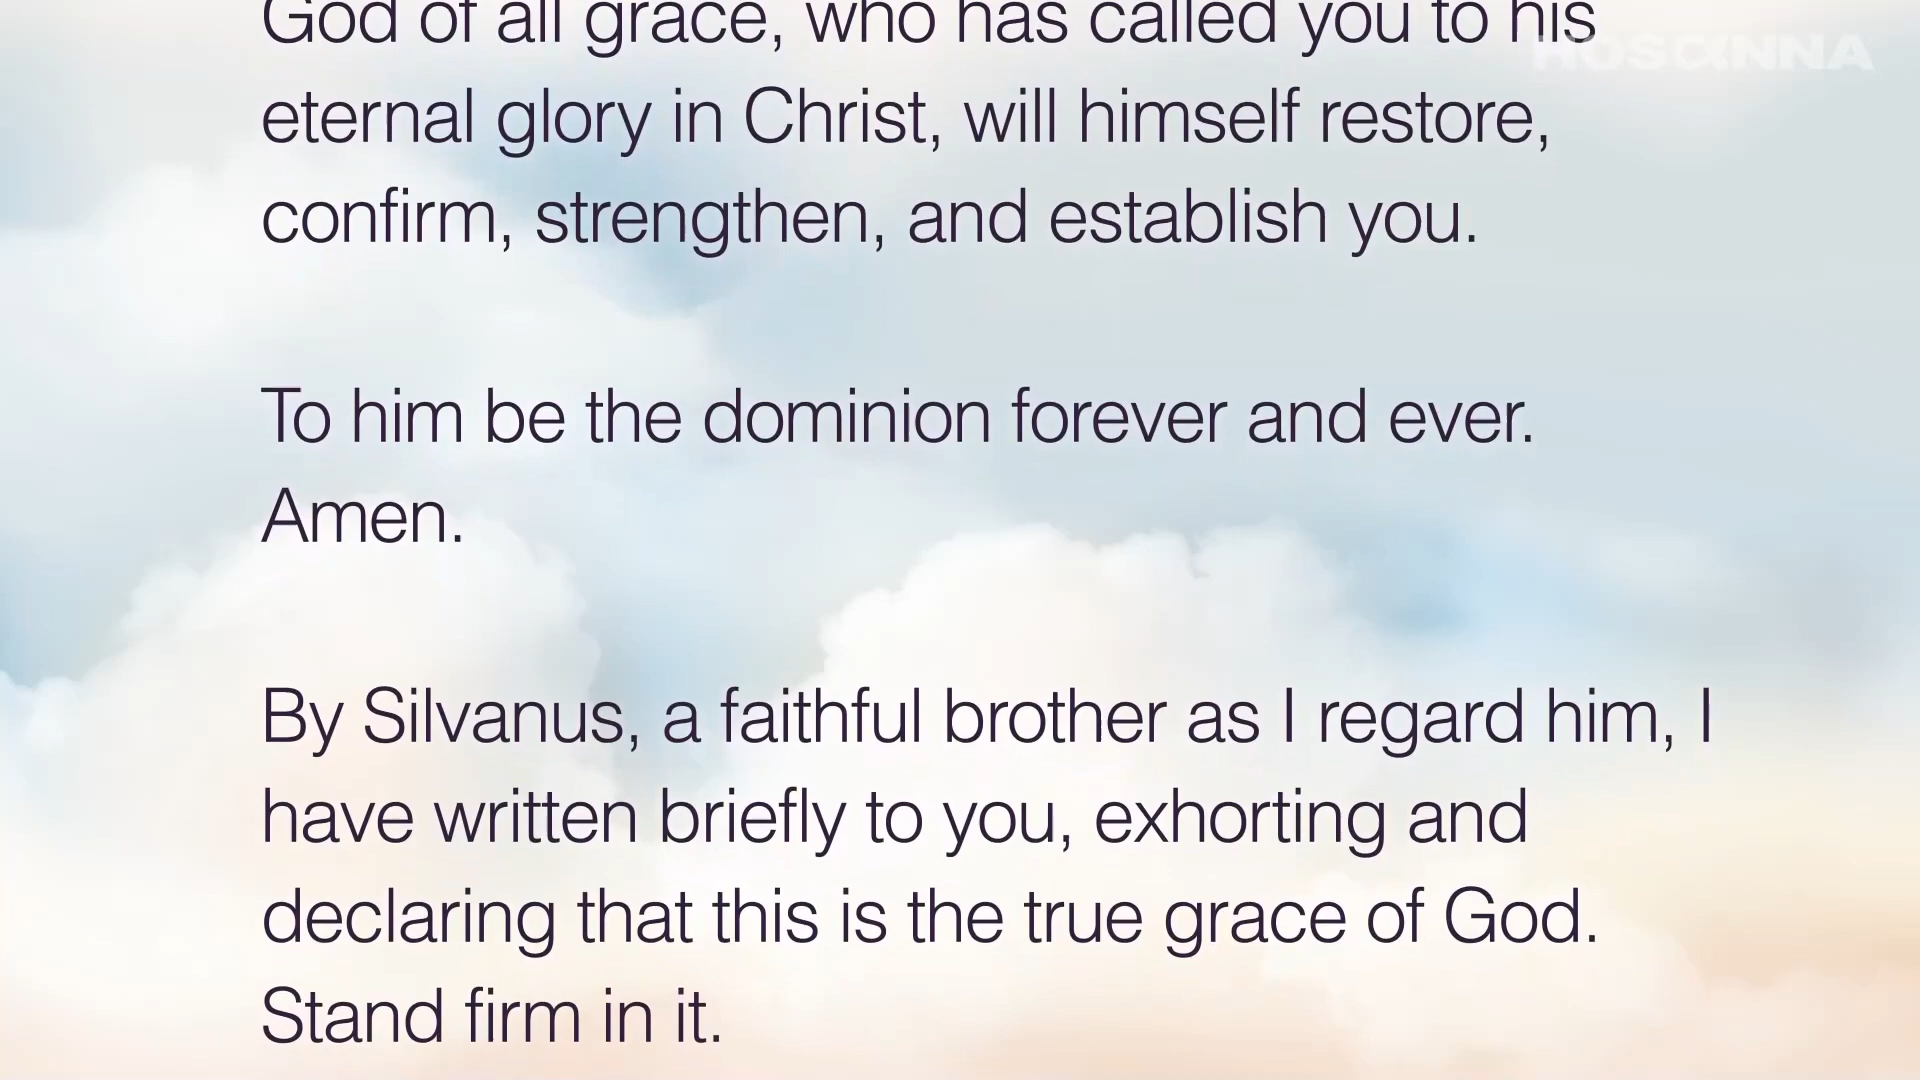 God of all grace, who has called you to his
HOSANNA
eternal glory in Christ, will himself restore,
confirm, strengthen, and establish you.
To him be the dominion forever and ever.
Amen.
By Silvanus, a faithful brother as I regard him, I
have written briefly to you, exhorting and
declaring that this is the true grace of God.
Stand firm in it.